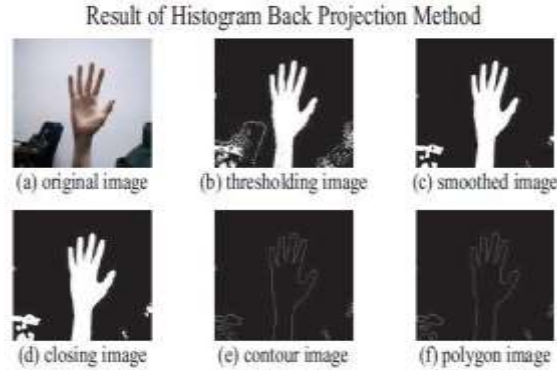 Result of Histogram Back Projection Method
(a) original image
(b) thresholding image
(c) smoothed image
(d) closing image
(e) contour image
(f) polygon image